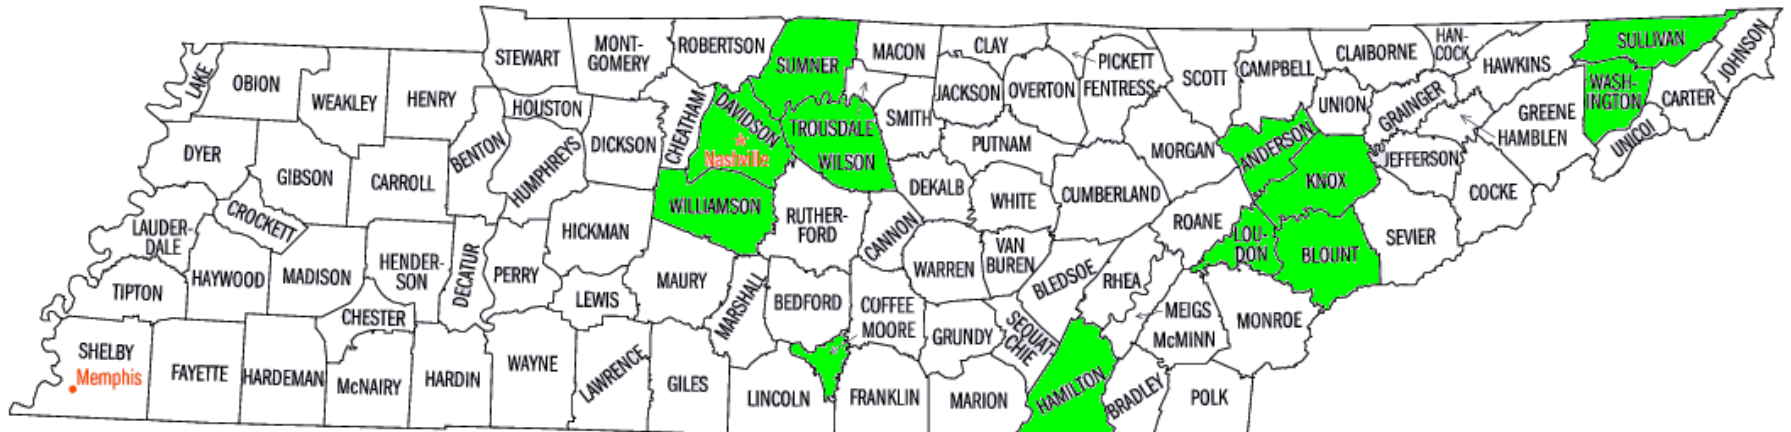 STEWART
MONT-
GOMERY
ROBERTSON
SUMNER
MACON
CLAY
PICKETT
FENTRESS
SCOTT
CAMPBELL
CLAIBORNE
HAN-
COCK
HAWKINS
SULLIVAN
JOHNSON
LAKE
OBION
WEAKLEY
HENRY
HOUSTON
DICKSON
CHEATHAM
DAVIDSON
Nashville
TROUSDALE
WILSON
SMITH
JACKSON
OVERTON
PUTNAM
MORGAN
ANDERSON
UNION
GRAINGER
HAMBLEN
GREENE
WASH-
INGTON
CARTER
UNICOI
DYER
GIBSON
CARROLL
BENTON
HUMPHREYS
WILLIAMSON
RUTHER-
FORD
CANNON
DEKALB
WHITE
CUMBERLAND
ROANE
KNOX
JEFFERSON
COCKE
LAUDER-
DALE
CROCKETT
HICKMAN
LOU-
DON
BLOUNT
SEVIER
TIPTON
HAYWOOD
MADISON
HENDER-
SON
DECATUR
PERRY
LEWIS
MAURY
MARSHALL
BEDFORD
COFFEE
MOORE
WARREN
VAN
BUREN
BLEDSOE
RHEA
MEIGS
McMINN
MONROE
SHELBY
Memphis
FAYETTE
HARDEMAN
CHESTER
McNAIRY
HARDIN
WAYNE
LAWRENCE
GILES
LINCOLN
FRANKLIN
GRUNDY
SEQUAT-
CHIE
MARION
HAMILTON
BRADLEY
POLK